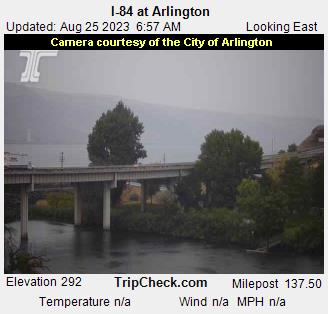 I-84 at Arlington
Updated: Aug 25 2023 6:57 AM Looking East
Camera courtesy of the City of Arlington
Elevation 292 TripCheck.com Milepost 137.50
Temperature n/a Wind n/a MPH n/a